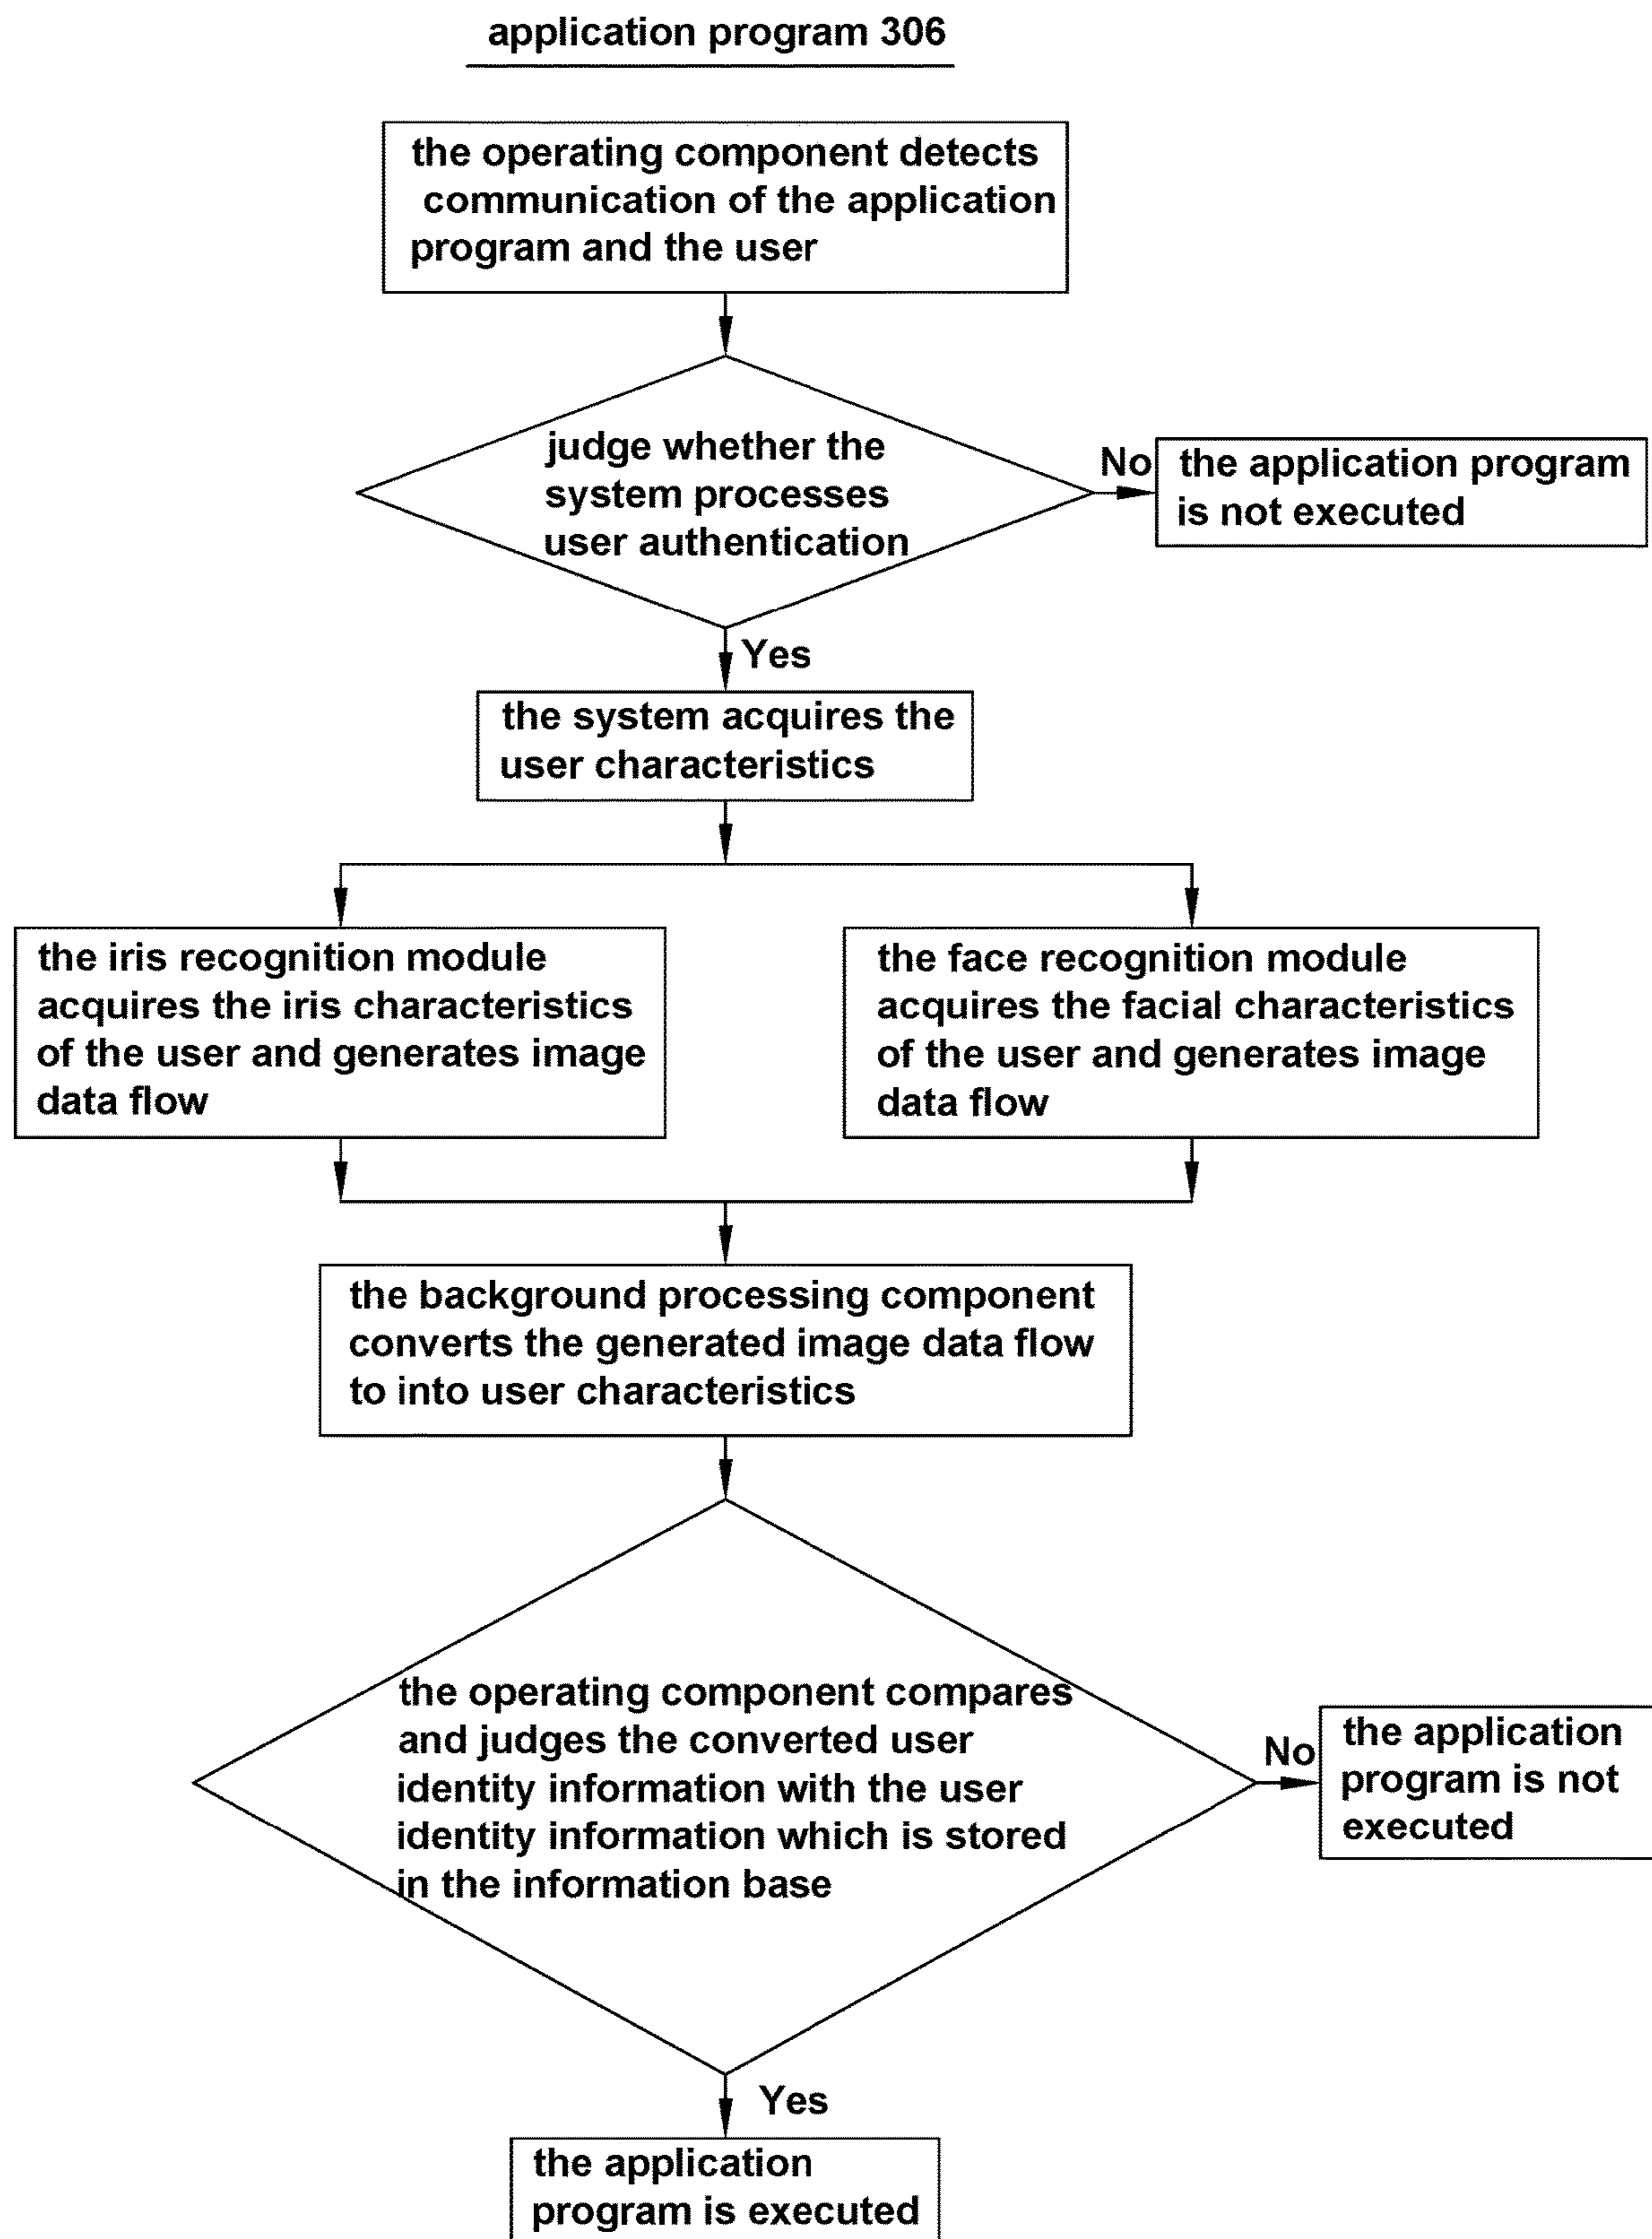 application program 306
the operating component detects
communication of the application
program and the user
judge whether the
system processes
user authentication
No
the application program
is not executed
Yes
the system acquires the
user characteristics
the iris recognition module
acquires the iris characteristics
of the user and generates image
data flow
the face recognition module
acquires the facial characteristics
of the user and generates image
data flow
the background processing component
converts the generated image data flow
to into user characteristics
the operating component compares
and judges the converted user
identity information with the user
identity information which is stored
in the information base
No
the application
program is not
executed
Yes
the application
program is executed